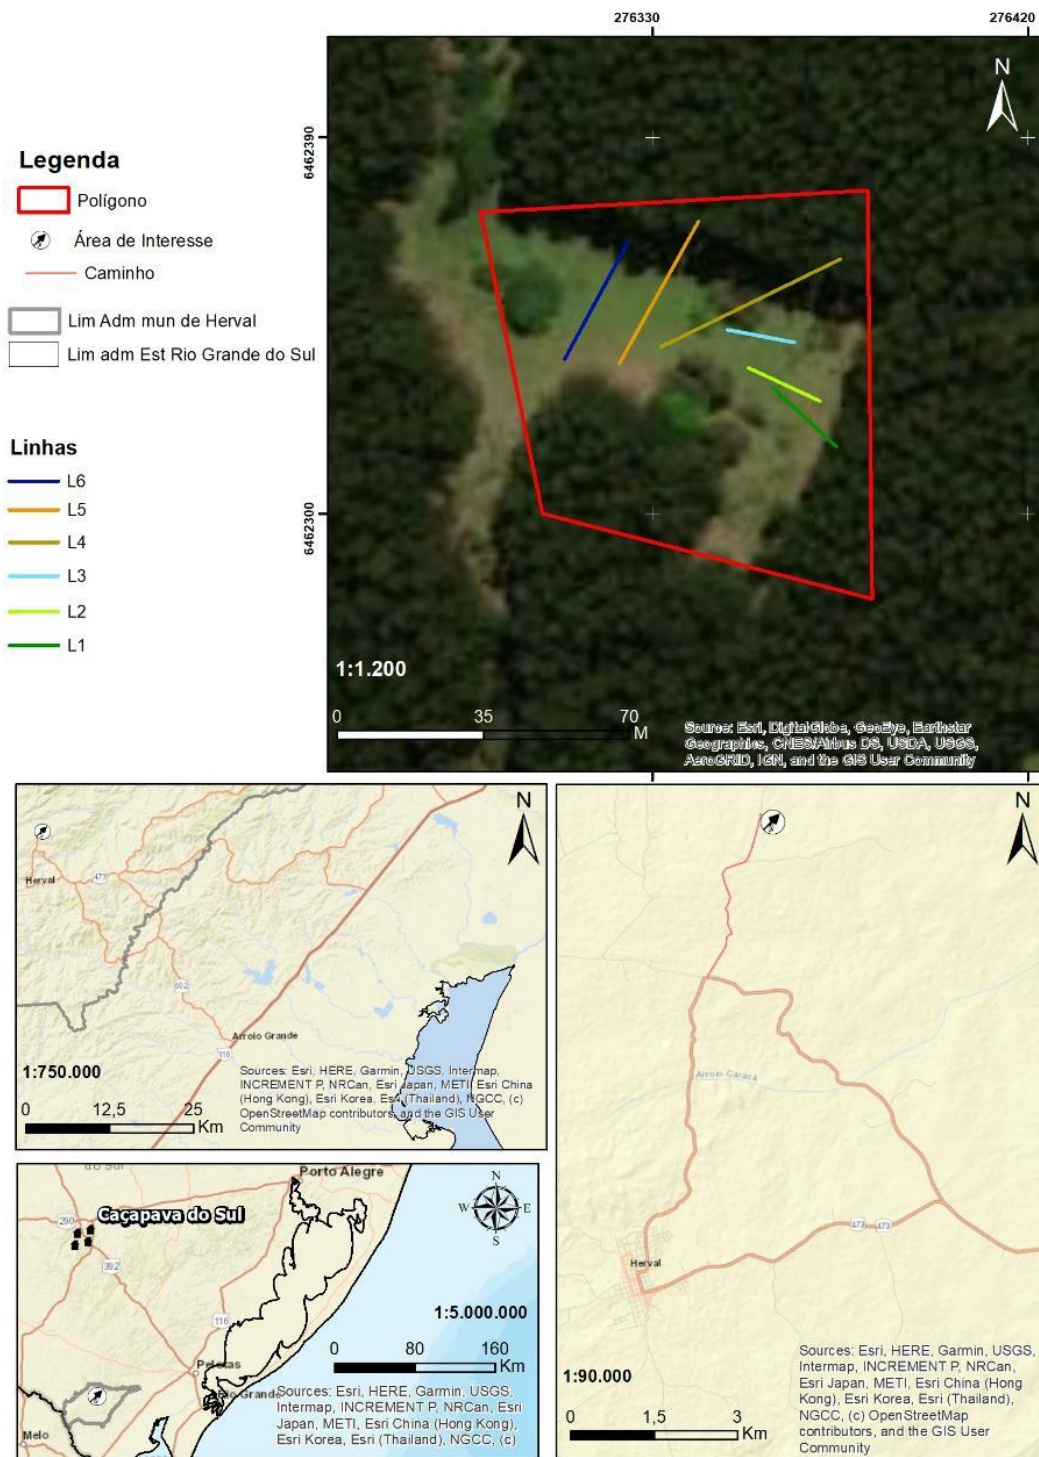 276330
276420
N
6462390
6462300
Legenda
Polígono
Área de Interesse
Caminho
Lim Adm mun de Herval
Lim adm Est Rio Grande do Sul
Linhas
L6
L5
L4
L3
L2
L1
1:1.200
0 35 70
M
Source: Esri, DigitalGlobe, GeoEye, Earthstar
Geographics, CNES/Airbus DS, USDA, USGS,
AeroGRID, IGN, and the GIS User Community
N
Herval
473
602
Arroio Grande
116
1:750.000
0 12,5 25
Km
Sources: Esri, HERE, Garmin, USGS, Intermap,
INCREMENT P, NRCan, Esri Japan, METI, Esri China
(Hong Kong), Esri Korea, Esri (Thailand), NGCC, (c)
OpenStreetMap contributors, and the GIS User
Community
do Sul
Porto Alegre
Caçapava do Sul
290
392
116
N
W E
S
1:5.000.000
0 80 160
Km
Pelotas
Rio Grande
Melo
Sources: Esri, HERE, Garmin, USGS,
Intermap, INCREMENT P, NRCan, Esri
Japan, METI, Esri China (Hong Kong),
Esri Korea, Esri (Thailand), NGCC, (c)
N
Arroio Caracá
473 473
Herval
1:90.000
0 1,5 3
Km
Sources: Esri, HERE, Garmin, USGS,
Intermap, INCREMENT P, NRCan,
Esri Japan, METI, Esri China (Hong
Kong), Esri Korea, Esri (Thailand),
NGCC, (c) OpenStreetMap
contributors, and the GIS User
Community